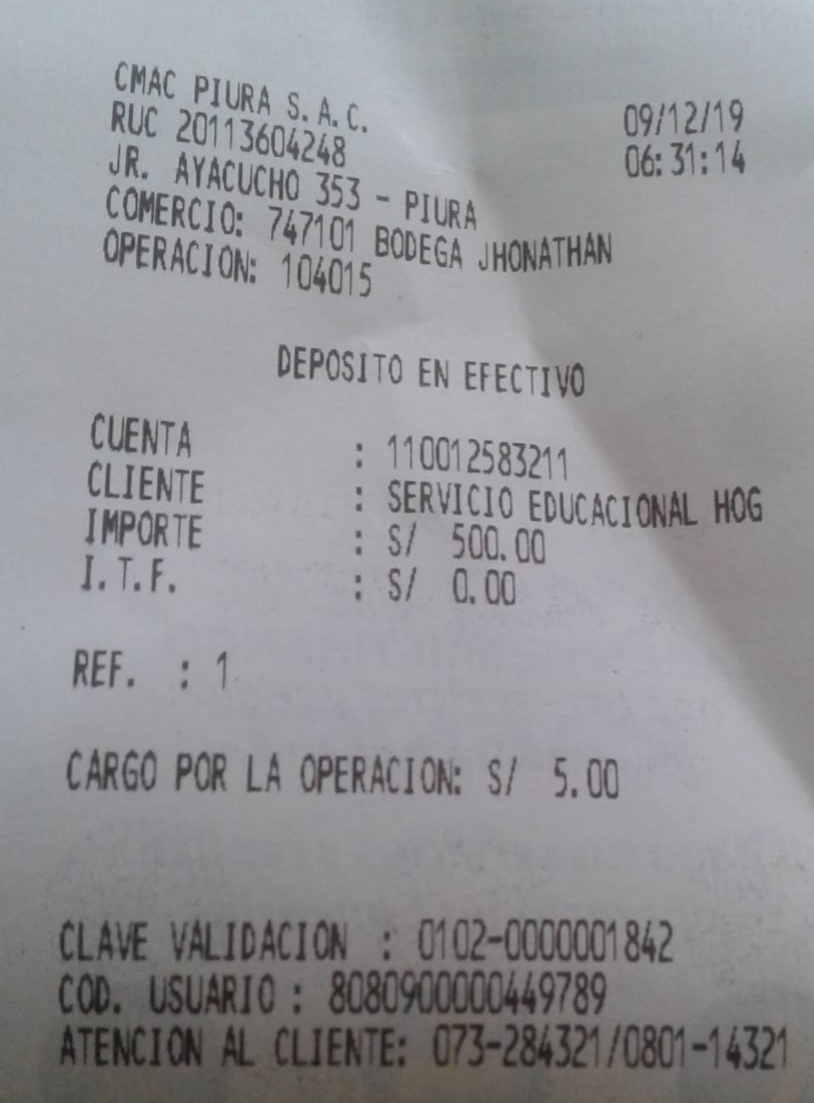 CMAC PIURA S.A.C.
09/12/19
RUC 20113604248
06:31:14
JR. AYACUCHO 353 - PIURA
COMERCIO: 747101 BODEGA JHONATHAN
OPERACION: 104015
DEPOSITO EN EFECTIVO
CUENTA : 110012583211
CLIENTE : SERVICIO EDUCACIONAL HOG
IMPORTE : S/ 500.00
I.T.F. : S/ 0.00
REF. : 1
CARGO POR LA OPERACION: S/ 5.00
CLAVE VALIDACION : 0102-0000001842
COD. USUARIO : 8080900000449789
ATENCION AL CLIENTE: 073-284321/0801-14321